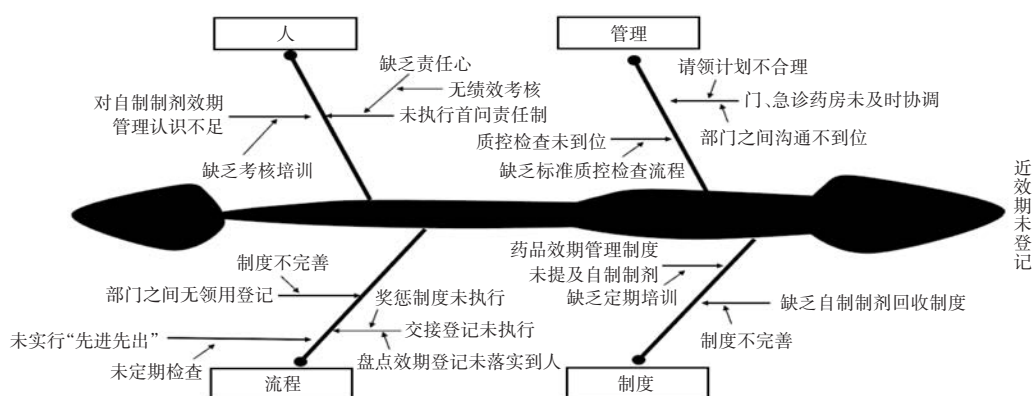 人
管理
缺乏责任心
无绩效考核
未执行首问责任制
对自制制剂效期
管理认识不足
缺乏考核培训
请领计划不合理
门、急诊药房未及时协调
部门之间沟通不到位
质控检查未到位
缺乏标准质控检查流程
近效期未登记
制度不完善
部门之间无领用登记
奖惩制度未执行
交接登记未执行
盘点效期登记未落实到人
未实行“先进先出”
未定期检查
流程
药品效期管理制度
未提及自制制剂
缺乏定期培训
缺乏自制制剂回收制度
制度不完善
制度